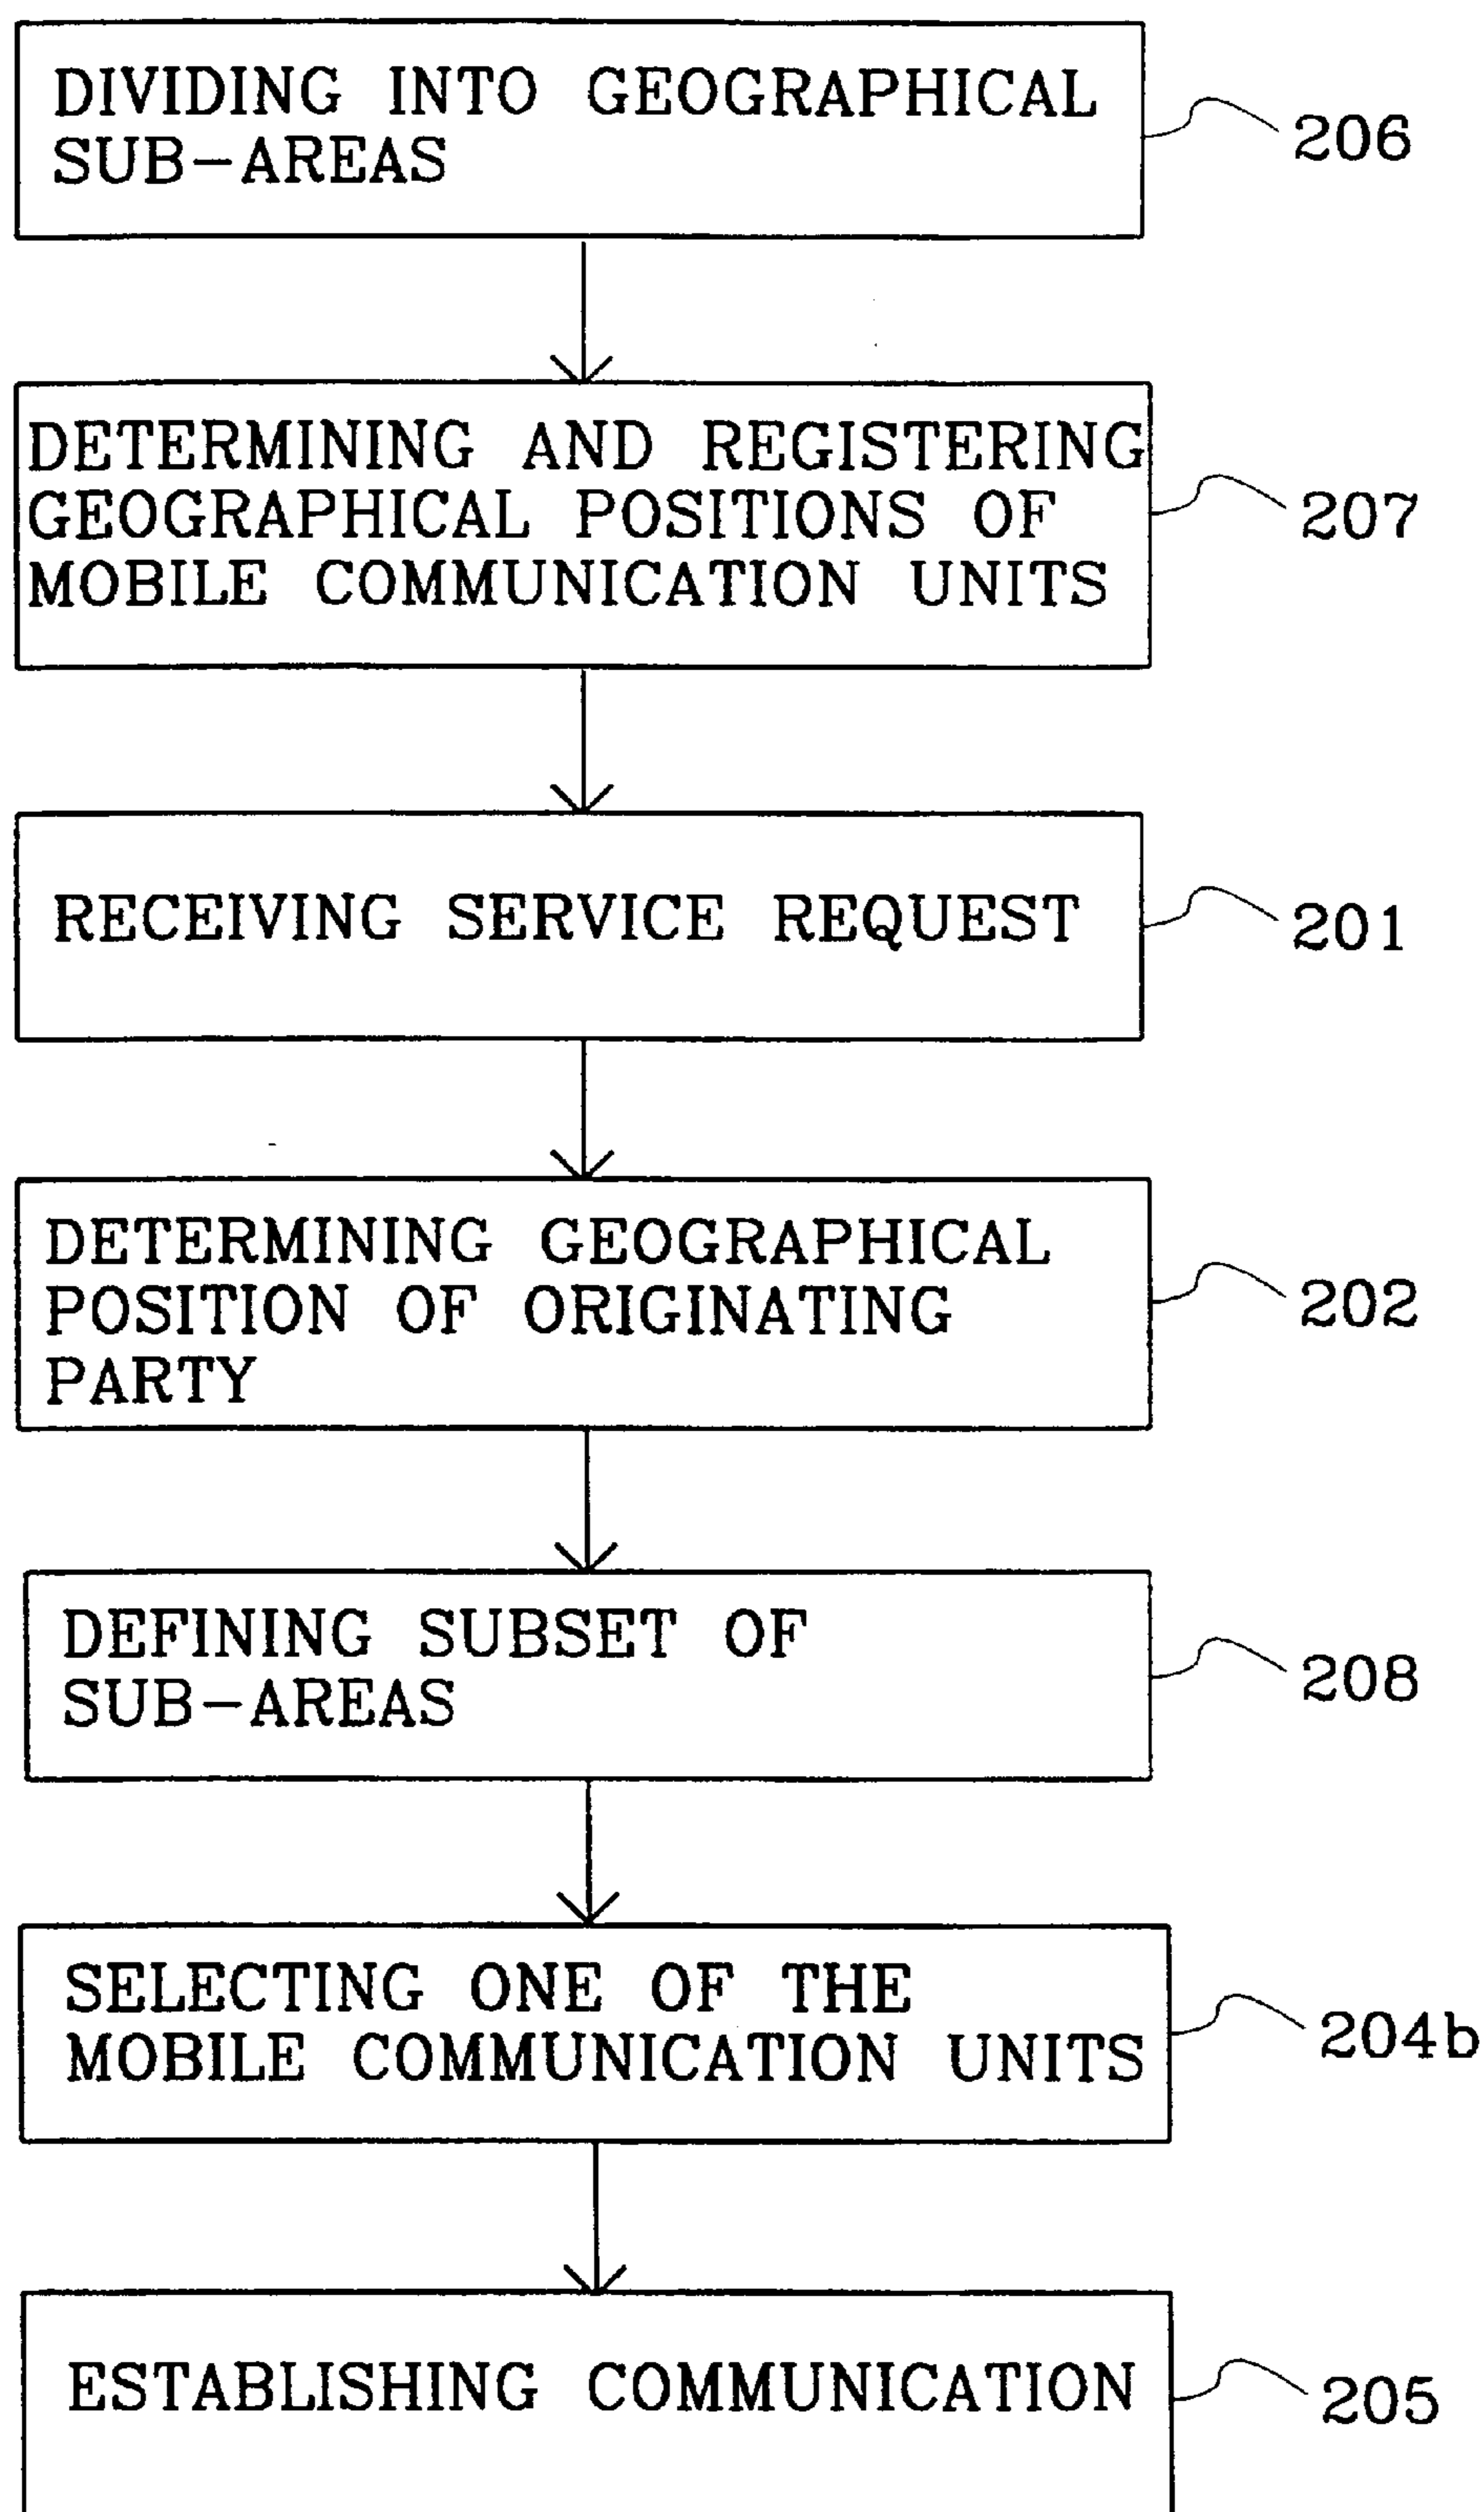 DIVIDING INTO GEOGRAPHICAL
SUB-AREAS
206
DETERMINING AND REGISTERING
GEOGRAPHICAL POSITIONS OF
MOBILE COMMUNICATION UNITS
207
RECEIVING SERVICE REQUEST
201
DETERMINING GEOGRAPHICAL
POSITION OF ORIGINATING
PARTY
202
DEFINING SUBSET OF
SUB-AREAS
208
SELECTING ONE OF THE
MOBILE COMMUNICATION UNITS
204b
ESTABLISHING COMMUNICATION
205